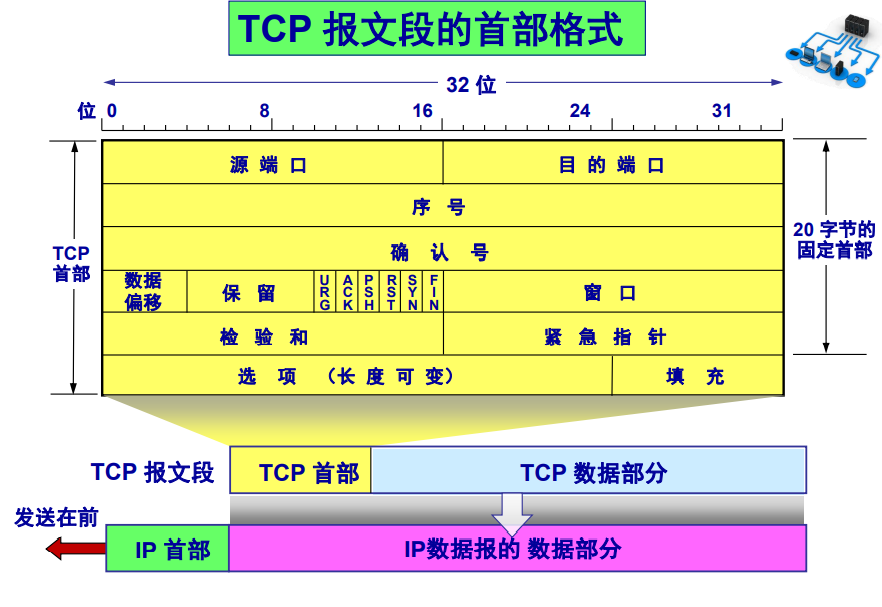 TCP 报文段的首部格式
32 位
位 0 8 16 24 31
源 端 口 目 的 端 口
序 号
TCP
首部
20 字节的
固定首部
确 认 号
数据
偏移
保 留
URG
ACK
PSH
RST
SYN
FIN
窗 口
检 验 和 紧 急 指 针
选 项 （长 度 可 变） 填 充
TCP 报文段 TCP 首部 TCP 数据部分
发送在前
IP 首部 IP数据报的 数据部分